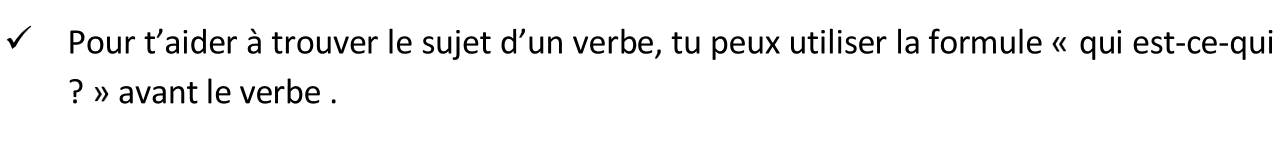 ✓ Pour t’aider à trouver le sujet d’un verbe, tu peux utiliser la formule « qui est-ce-qui
? » avant le verbe .